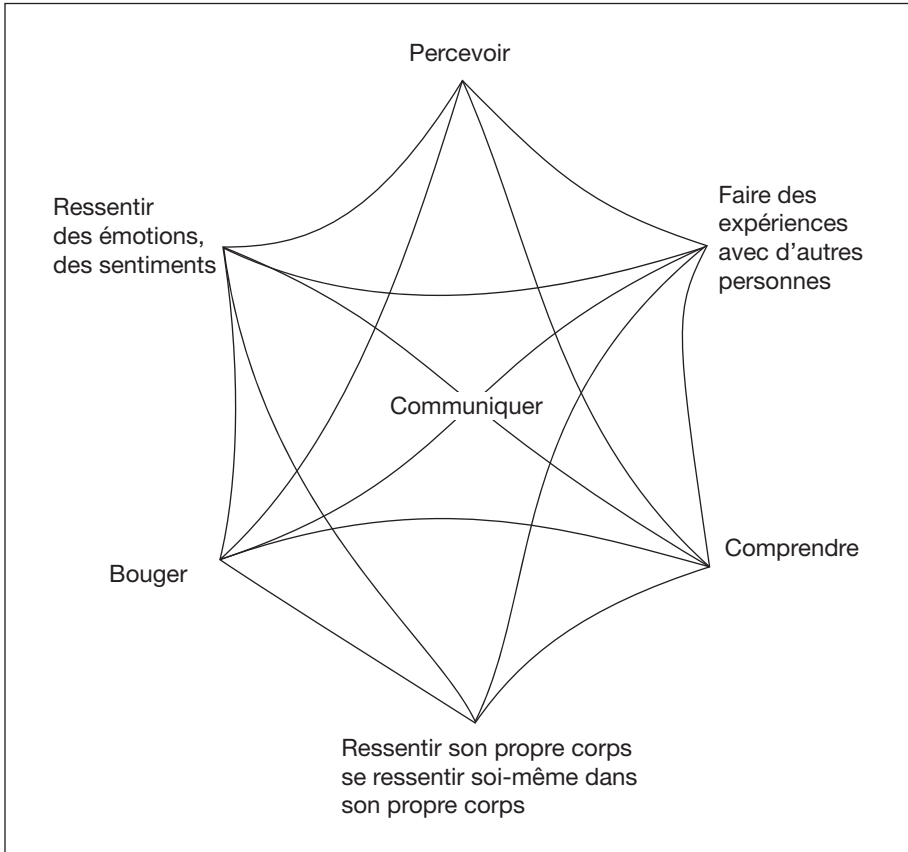 Percevoir
Ressentir
des émotions,
des sentiments
Faire des
expériences
avec d'autres
personnes
Communiquer
Bouger
Comprendre
Ressentir son propre corps
se ressentir soi-même dans
son propre corps